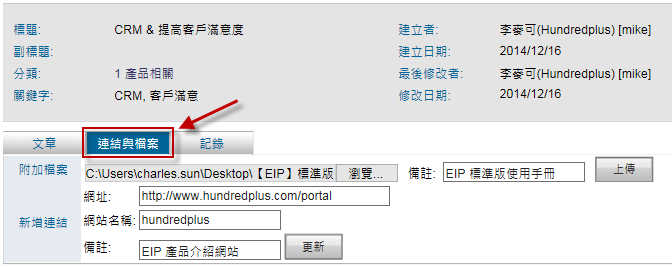 標題: CRM & 提高客戶滿意度 建立者: 李麥可(Hundredplus) [mike]
副標題: 建立日期: 2014/12/16
分類: 1 產品相關 最後修改者: 李麥可(Hundredplus) [mike]
關鍵字: CRM, 客戶滿意 修改日期: 2014/12/16
文章 連結與檔案 記錄
附加檔案 C:\Users\charles.sun\Desktop\【EIP】標準版 瀏覽... 備註: EIP 標準版使用手冊 上傳
網址: http://www.hundredplus.com/portal
新增連結 網站名稱: hundredplus
備註: EIP 產品介紹網站 更新